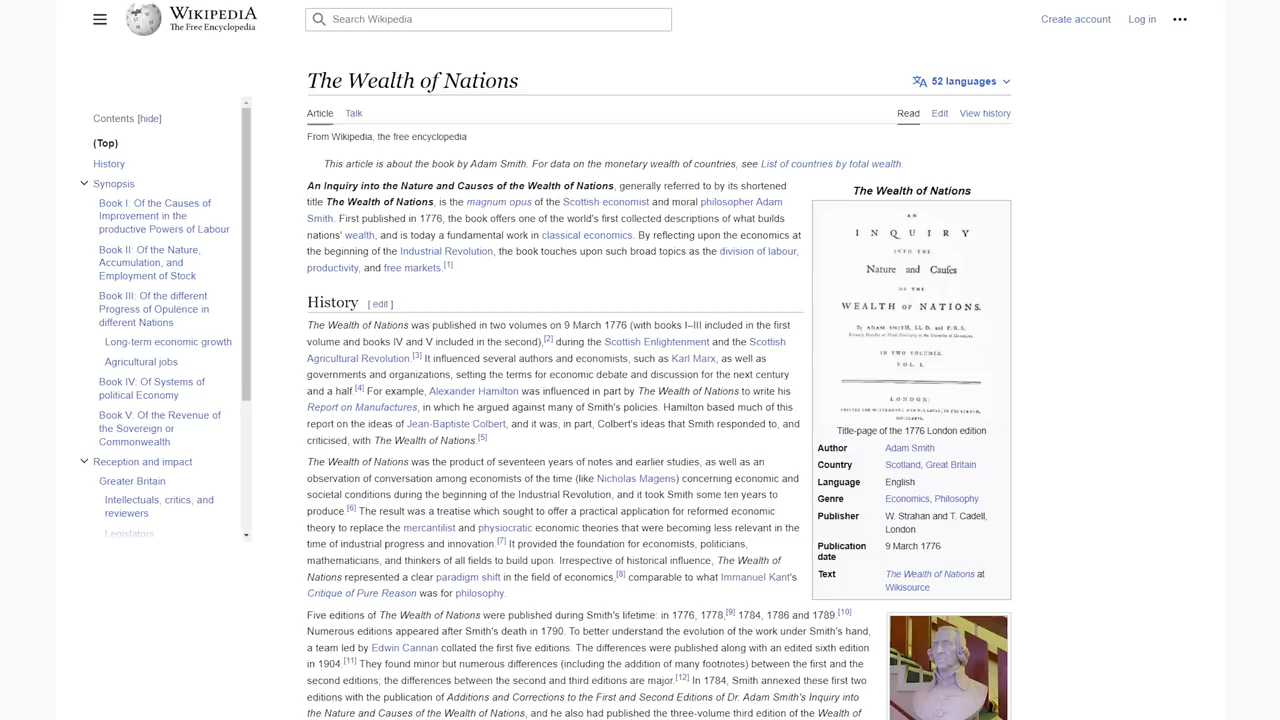 WIKIPEDIA
The Free Encyclopedia
Search Wikipedia
Create account
Log in
The Wealth of Nations
52 languages
Article
Talk
Read
Edit
View history
From Wikipedia, the free encyclopedia
Contents [hide]
(Top)
History
Synopsis
Book I: Of the Causes of
Improvement in the
productive Powers of Labour
Book II: Of the Nature,
Accumulation, and
Employment of Stock
Book III: Of the different
Progress of Opulence in
different Nations
Long-term economic growth
Agricultural jobs
Book IV: Of Systems of
political Economy
Book V: Of the Revenue of
the Sovereign or
Commonwealth
Reception and impact
Greater Britain
Intellectuals, critics, and
reviewers
Legislators
This article is about the book by Adam Smith. For data on the monetary wealth of countries, see List of countries by total wealth.
An Inquiry into the Nature and Causes of the Wealth of Nations, generally referred to by its shortened
title The Wealth of Nations, is the magnum opus of the Scottish economist and moral philosopher Adam
Smith. First published in 1776, the book offers one of the world's first collected descriptions of what builds
nations' wealth, and is today a fundamental work in classical economics. By reflecting upon the economics at
the beginning of the Industrial Revolution, the book touches upon such broad topics as the division of labour,
productivity, and free markets.[1]
History [ edit ]
The Wealth of Nations was published in two volumes on 9 March 1776 (with books I–III included in the first
volume and books IV and V included in the second),[2] during the Scottish Enlightenment and the Scottish
Agricultural Revolution.[3] It influenced several authors and economists, such as Karl Marx, as well as
governments and organizations, setting the terms for economic debate and discussion for the next century
and a half.[4] For example, Alexander Hamilton was influenced in part by The Wealth of Nations to write his
Report on Manufactures, in which he argued against many of Smith's policies. Hamilton based much of this
report on the ideas of Jean-Baptiste Colbert, and it was, in part, Colbert's ideas that Smith responded to, and
criticised, with The Wealth of Nations.[5]
The Wealth of Nations was the product of seventeen years of notes and earlier studies, as well as an
observation of conversation among economists of the time (like Nicholas Magens) concerning economic and
societal conditions during the beginning of the Industrial Revolution, and it took Smith some ten years to
produce.[6] The result was a treatise which sought to offer a practical application for reformed economic
theory to replace the mercantilist and physiocratic economic theories that were becoming less relevant in the
time of industrial progress and innovation.[7] It provided the foundation for economists, politicians,
mathematicians, and thinkers of all fields to build upon. Irrespective of historical influence, The Wealth of
Nations represented a clear paradigm shift in the field of economics,[8] comparable to what Immanuel Kant's
Critique of Pure Reason was for philosophy.
Five editions of The Wealth of Nations were published during Smith's lifetime: in 1776, 1778,[9] 1784, 1786 and 1789.[10]
Numerous editions appeared after Smith's death in 1790. To better understand the evolution of the work under Smith's hand,
a team led by Edwin Cannan collated the first five editions. The differences were published along with an edited sixth edition
in 1904.[11] They found minor but numerous differences (including the addition of many footnotes) between the first and the
second editions; the differences between the second and third editions are major.[12] In 1784, Smith annexed these first two
editions with the publication of Additions and Corrections to the First and Second Editions of Dr. Adam Smith's Inquiry into
the Nature and Causes of the Wealth of Nations, and he also had published the three-volume third edition of the Wealth of
The Wealth of Nations
AN
INQUIRY
INTO THE
Nature and Causes
OF THE
WEALTH OF NATIONS.
By ADAM SMITH, LL.D. and F.R.S.
IN TWO VOLUMES.
VOL. I.
LONDON:
Title-page of the 1776 London edition
Author Adam Smith
Country Scotland, Great Britain
Language English
Genre Economics, Philosophy
Publisher W. Strahan and T. Cadell,
London
Publication 9 March 1776
date
Text The Wealth of Nations at
Wikisource